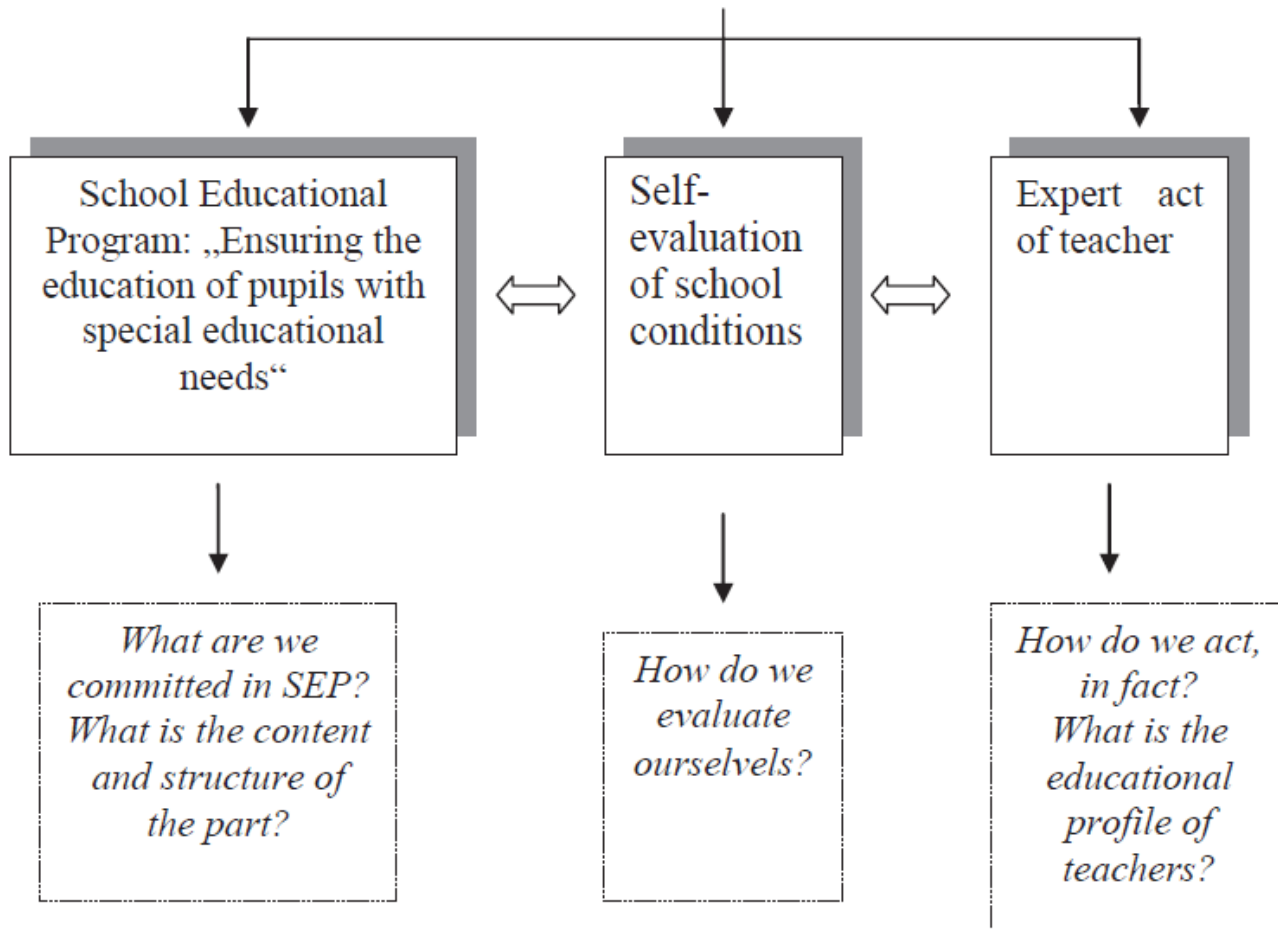 School Educational
Program: „Ensuring the
education of pupils with
special educational
needs“
Self-
evaluation
of school
conditions
Expert act
of teacher
What are we
committed in SEP?
What is the content
and structure of
the part?
How do we
evaluate
ourselvels?
How do we act,
in fact?
What is the
educational
profile of
teachers?